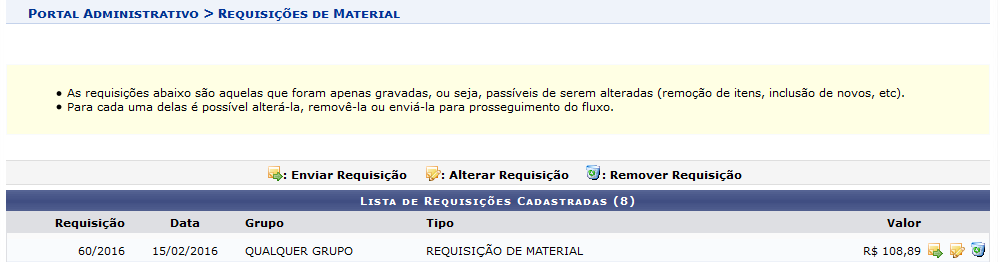 Portal Administrativo > Requisições de Material
• As requisições abaixo são aquelas que foram apenas gravadas, ou seja, passíveis de serem alteradas (remoção de itens, inclusão de novos, etc).
• Para cada uma delas é possível alterá-la, removê-la ou enviá-la para prosseguimento do fluxo.
: Enviar Requisição : Alterar Requisição : Remover Requisição
Lista de Requisições Cadastradas (8)
Requisição Data Grupo Tipo Valor
60/2016 15/02/2016 QUALQUER GRUPO REQUISIÇÃO DE MATERIAL R$ 108,89